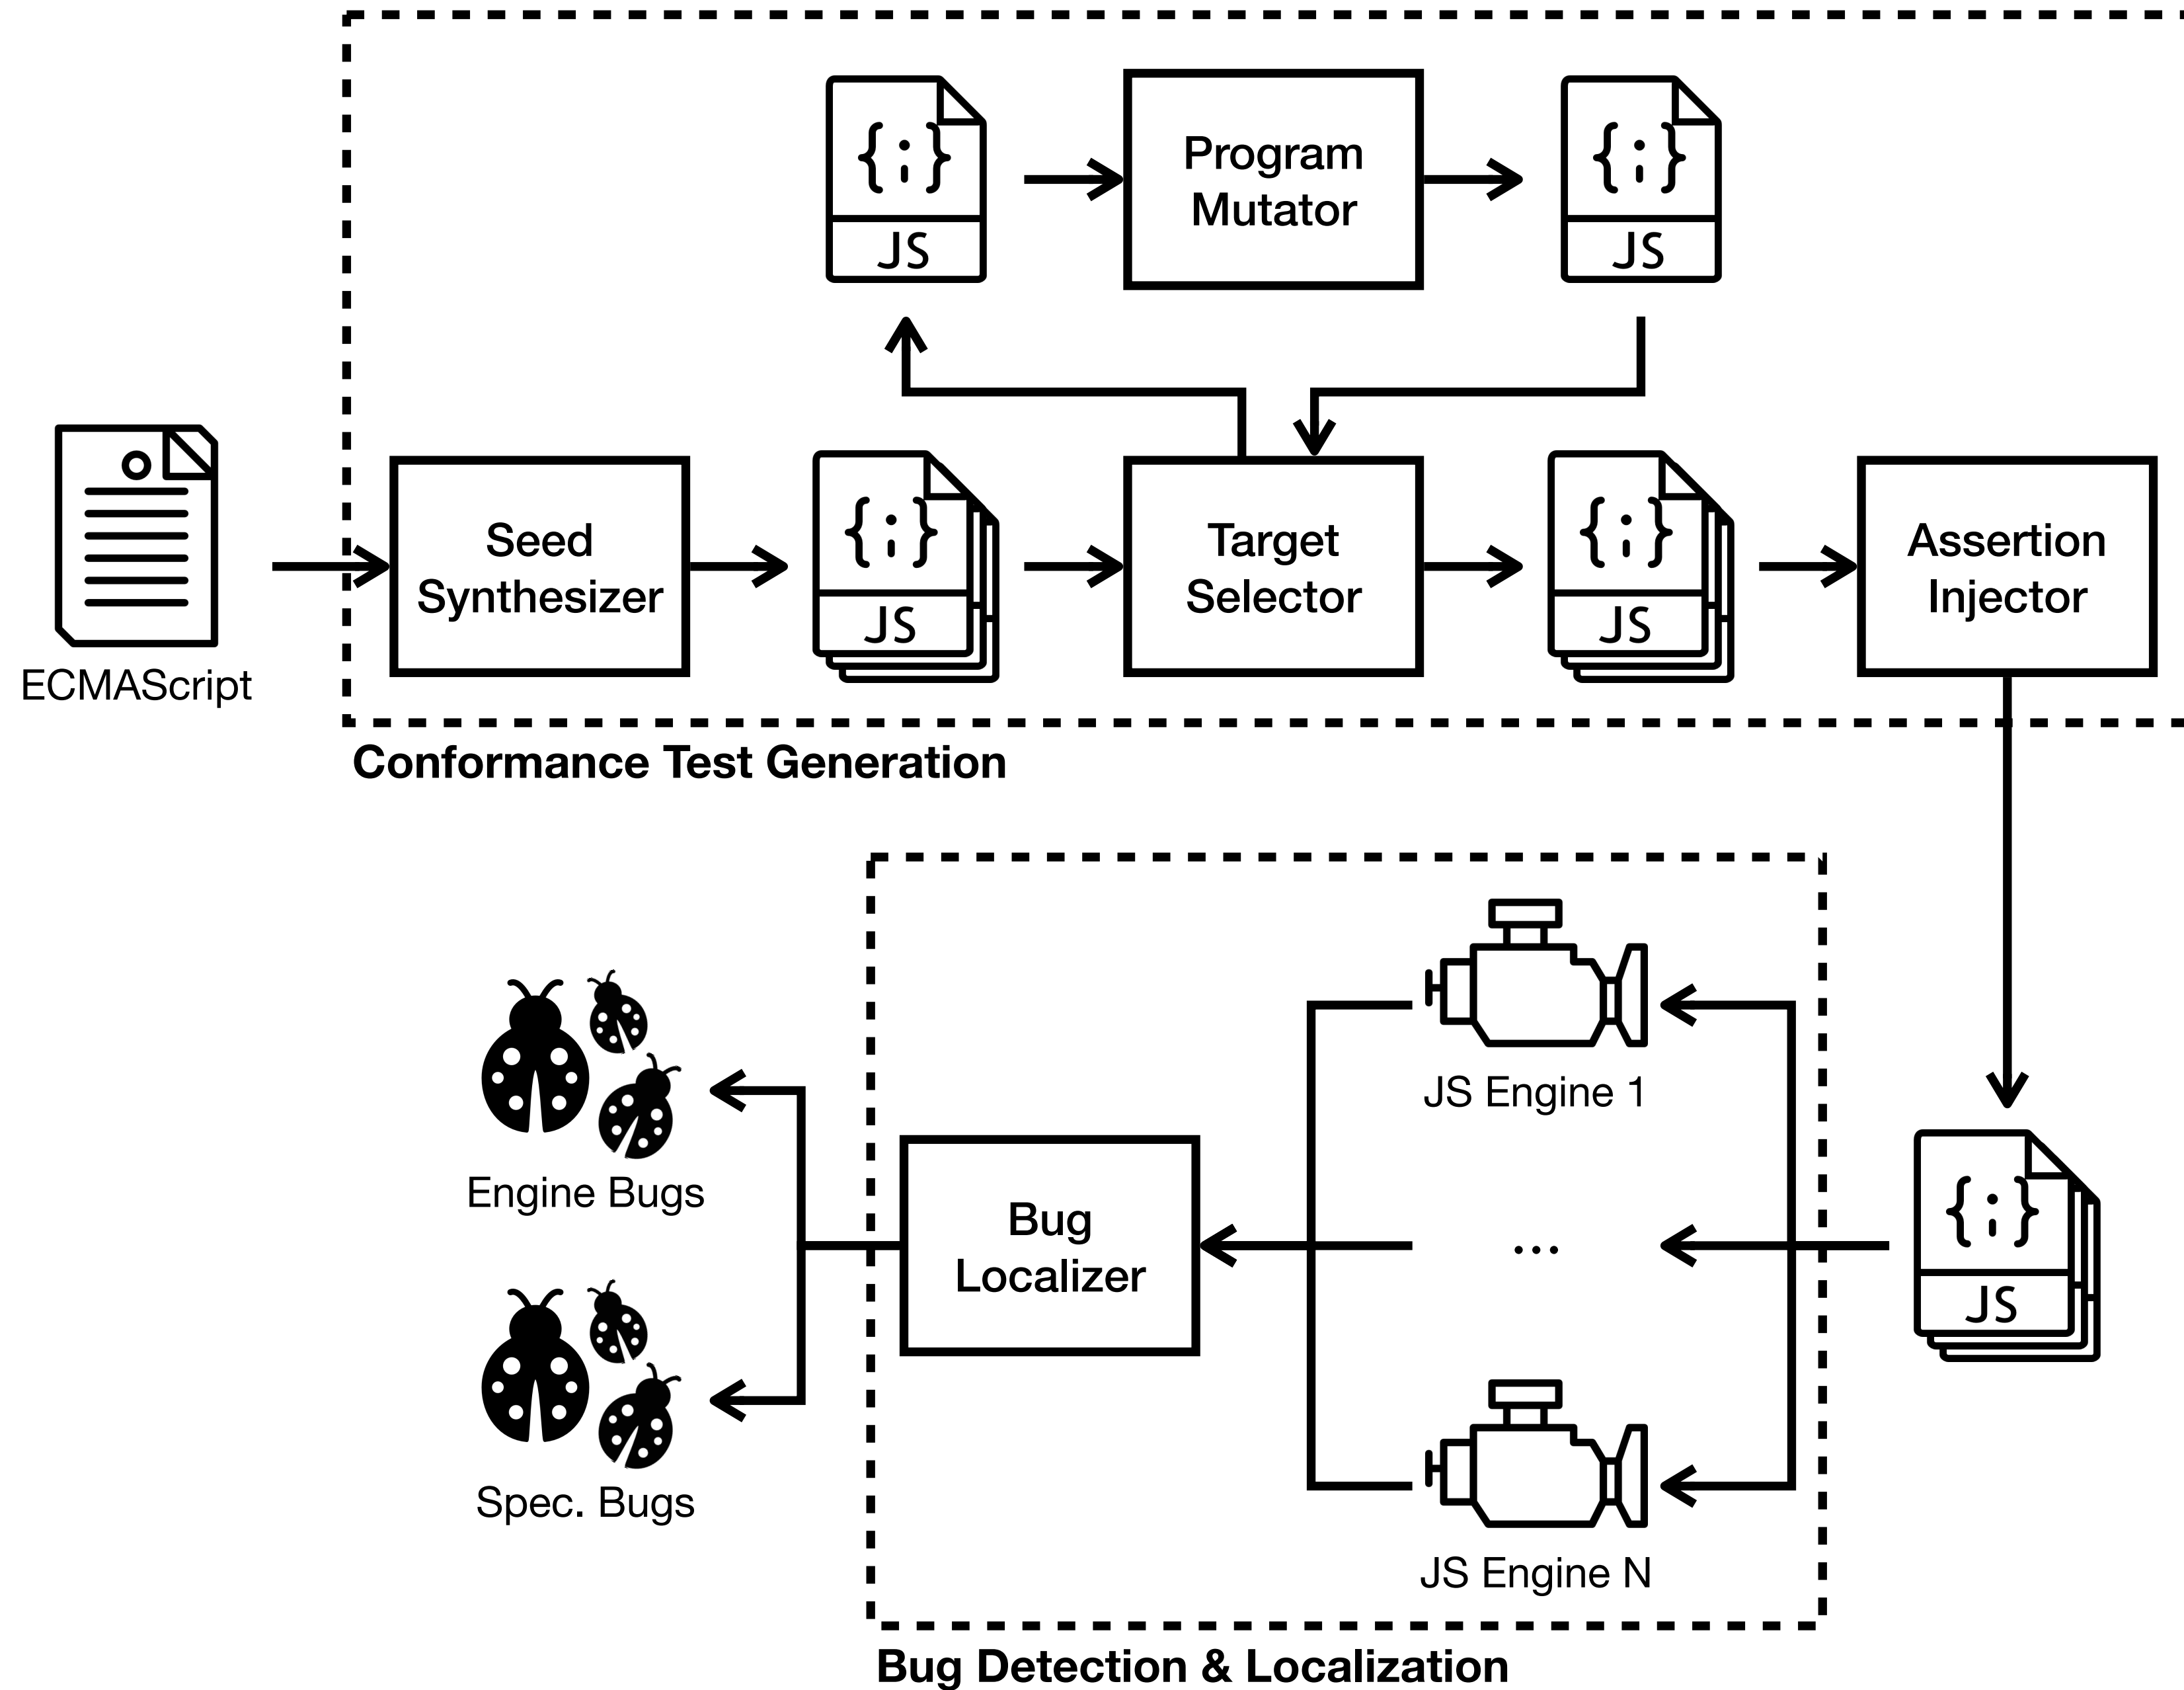 {;}
JS
Program
Mutator
{;}
JS
ECMAScript
Seed
Synthesizer
{;}
JS
Target
Selector
{;}
JS
Assertion
Injector
Conformance Test Generation
Engine Bugs
Spec. Bugs
Bug
Localizer
JS Engine 1
...
JS Engine N
{;}
JS
Bug Detection & Localization